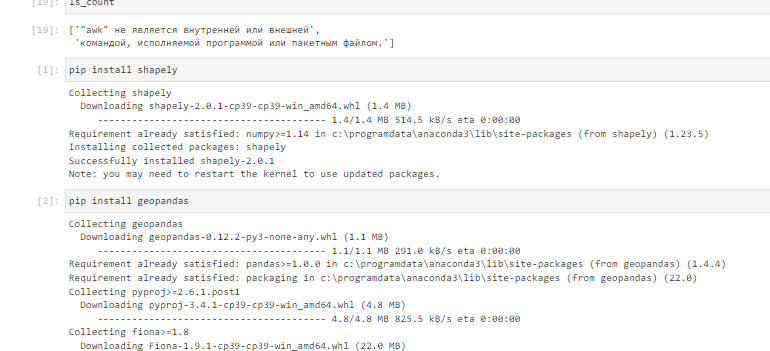 [19]: ls_count
[19]: ['"awk" не является внутренней или внешней',
'командой, исполняемой программой или пакетным файлом.']
[1]: pip install shapely
Collecting shapely
Downloading shapely-2.0.1-cp39-cp39-win_amd64.whl (1.4 MB)
-------------------------------------- 1.4/1.4 MB 514.5 kB/s eta 0:00:00
Requirement already satisfied: numpy>=1.14 in c:\programdata\anaconda3\lib\site-packages (from shapely) (1.23.5)
Installing collected packages: shapely
Successfully installed shapely-2.0.1
Note: you may need to restart the kernel to use updated packages.
[2]: pip install geopandas
Collecting geopandas
Downloading geopandas-0.12.2-py3-none-any.whl (1.1 MB)
-------------------------------------- 1.1/1.1 MB 291.0 kB/s eta 0:00:00
Requirement already satisfied: pandas>=1.0.0 in c:\programdata\anaconda3\lib\site-packages (from geopandas) (1.4.4)
Requirement already satisfied: packaging in c:\programdata\anaconda3\lib\site-packages (from geopandas) (22.0)
Collecting pyproj>=2.6.1.post1
Downloading pyproj-3.4.1-cp39-cp39-win_amd64.whl (4.8 MB)
-------------------------------------- 4.8/4.8 MB 825.5 kB/s eta 0:00:00
Collecting fiona>=1.8
Downloading Fiona-1.9.1-cp39-cp39-win_amd64.whl (22.0 MB)